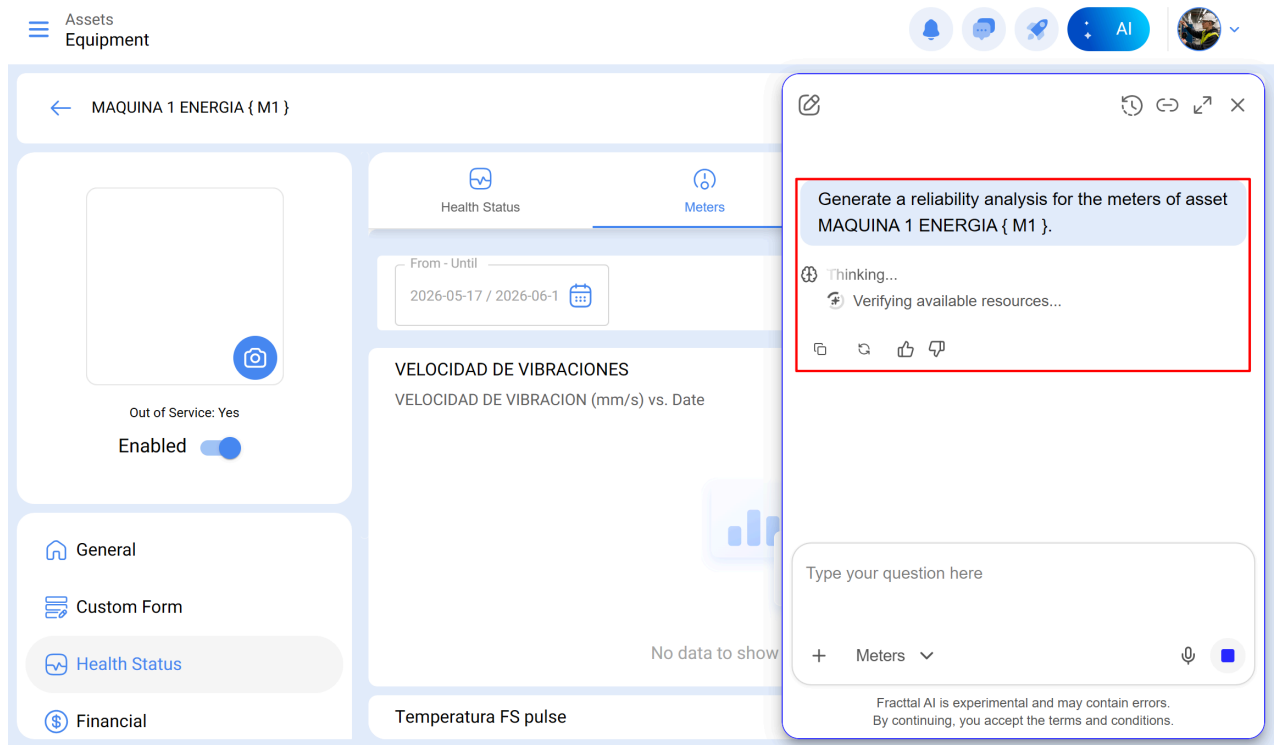 Assets
Equipment
AI
MAQUINA 1 ENERGIA { M1 }
Out of Service: Yes
Enabled
General
Custom Form
Health Status
Financial
Health Status
Meters
From - Until
2026-05-17 / 2026-06-1
VELOCIDAD DE VIBRACIONES
VELOCIDAD DE VIBRACION (mm/s) vs. Date
No data to show
Temperatura FS pulse
Generate a reliability analysis for the meters of asset
MAQUINA 1 ENERGIA { M1 }.
Thinking...
Verifying available resources...
Type your question here
Meters
Fracttal AI is experimental and may contain errors.
By continuing, you accept the terms and conditions.